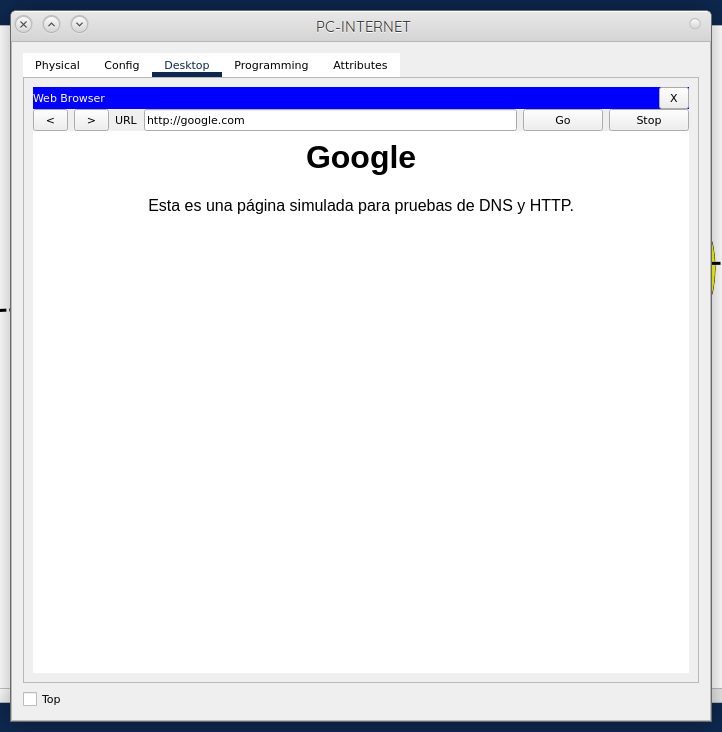 PC-INTERNET
Physical Config Desktop Programming Attributes
Web Browser X
< > URL http://google.com Go Stop
Google
Esta es una página simulada para pruebas de DNS y HTTP.
Top